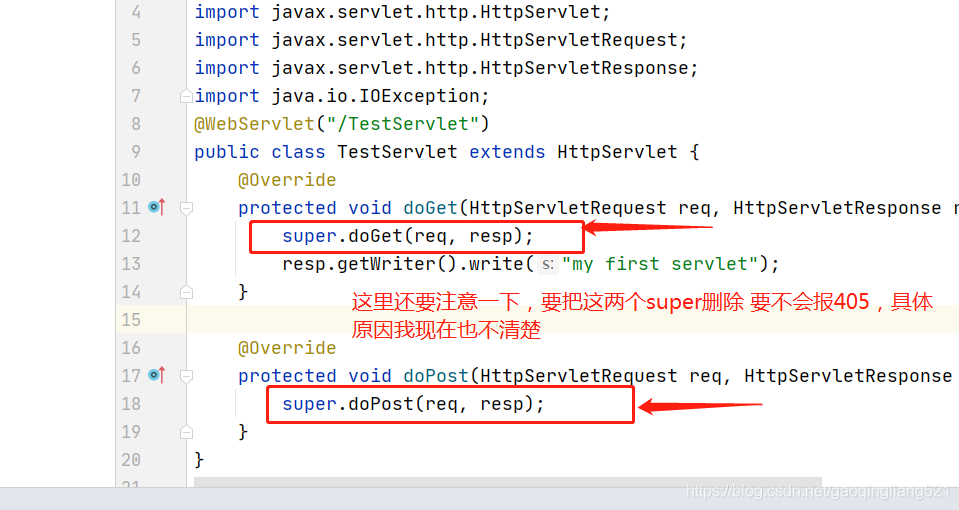 4 import javax.servlet.http.HttpServlet;
5 import javax.servlet.http.HttpServletRequest;
6 import javax.servlet.http.HttpServletResponse;
7 import java.io.IOException;
8 @WebServlet("/TestServlet")
9 public class TestServlet extends HttpServlet {
10 @Override
11 protected void doGet(HttpServletRequest req, HttpServletResponse r
12 super.doGet(req, resp);
13 resp.getWriter().write( s: "my first servlet");
14 }
这里还要注意一下，要把这两个super删除 要不会报405，具体
15
原因我现在也不清楚
16 @Override
17 protected void doPost(HttpServletRequest req, HttpServletResponse
18 super.doPost(req, resp);
19 }
20 }
21
https://blog.csdn.net/gaoqingliang521